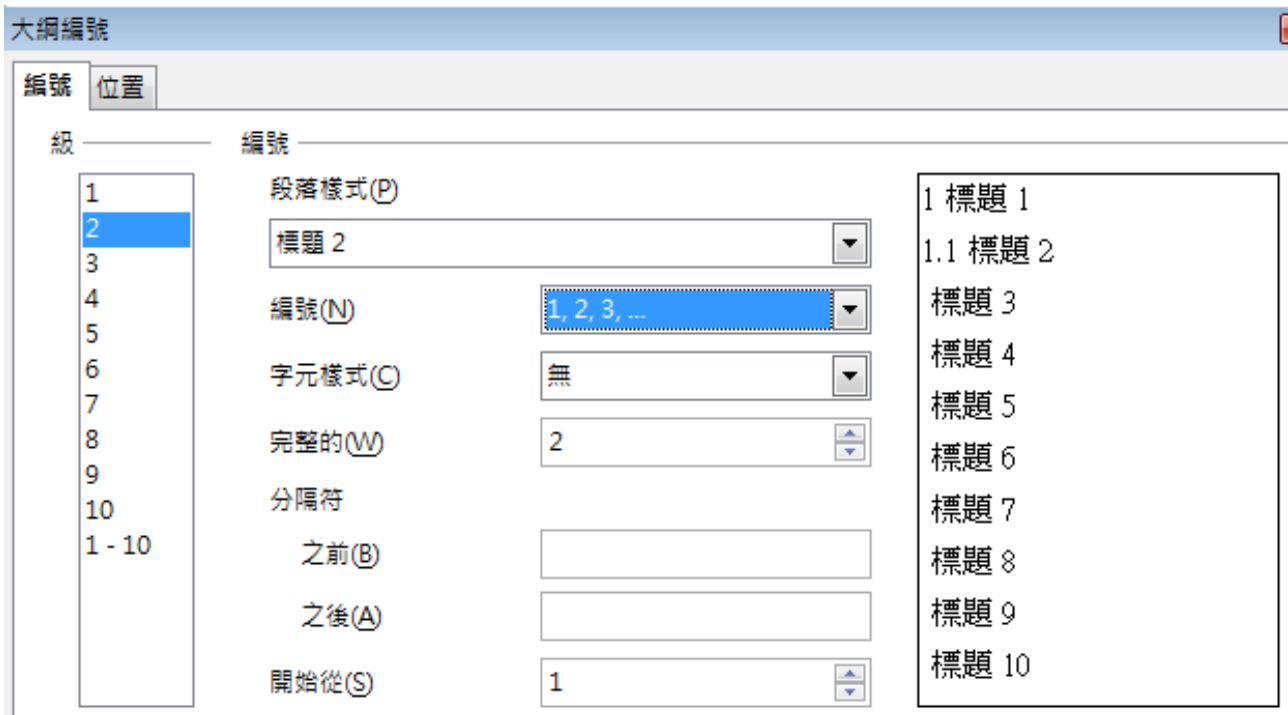 大綱編號
編號 位置
級 編號
1
2
3
4
5
6
7
8
9
10
1 - 10
段落樣式(P)
標題 2
編號(N) 1, 2, 3, ...
字元樣式(C) 無
完整的(W) 2
分隔符
之前(B)
之後(A)
開始從(S) 1
1 標題 1
1.1 標題 2
標題 3
標題 4
標題 5
標題 6
標題 7
標題 8
標題 9
標題 10